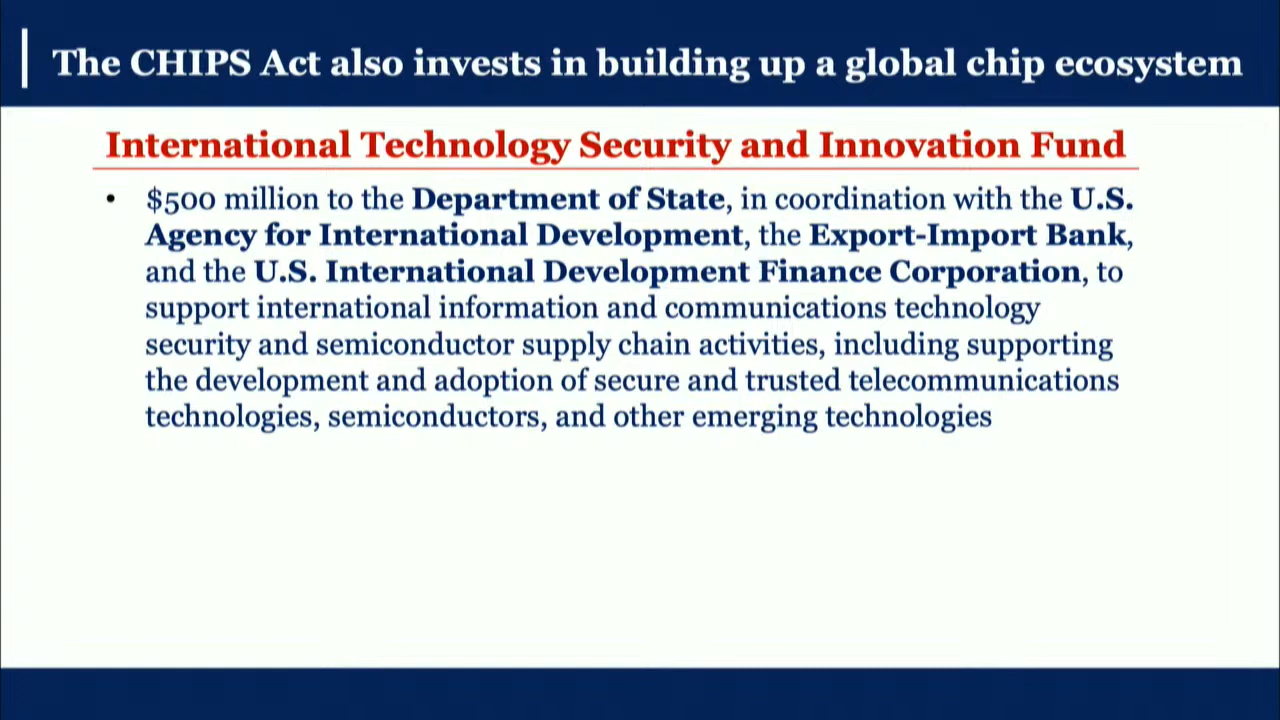 The CHIPS Act also invests in building up a global chip ecosystem
International Technology Security and Innovation Fund
• $500 million to the Department of State, in coordination with the U.S.
Agency for International Development, the Export-Import Bank,
and the U.S. International Development Finance Corporation, to
support international information and communications technology
security and semiconductor supply chain activities, including supporting
the development and adoption of secure and trusted telecommunications
technologies, semiconductors, and other emerging technologies